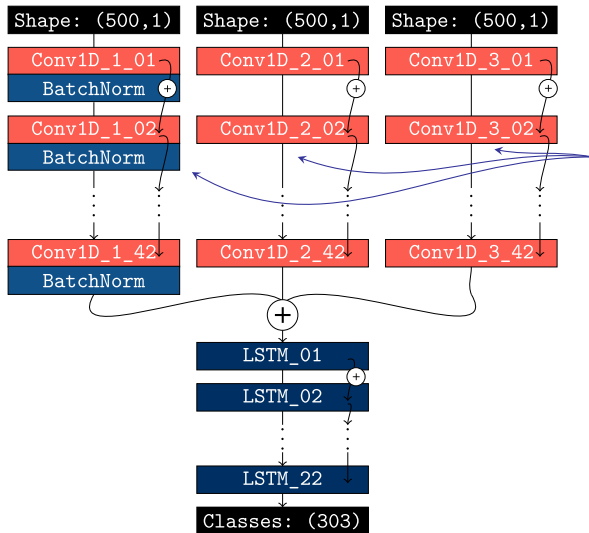 Shape: (500,1) Shape: (500,1) Shape: (500,1)
Conv1D_1_01 Conv1D_2_01 Conv1D_3_01
BatchNorm + + +
Conv1D_1_02 Conv1D_2_02 Conv1D_3_02
BatchNorm
Conv1D_1_42 Conv1D_2_42 Conv1D_3_42
BatchNorm
+
LSTM_01
+
LSTM_02
LSTM_22
Classes: (303)